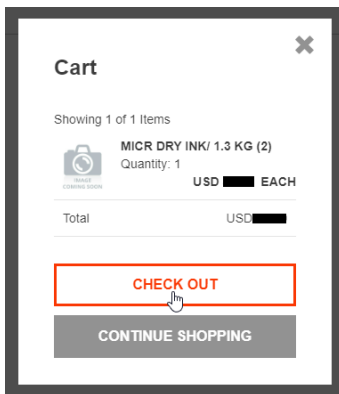 Cart
Showing 1 of 1 Items
IMAGE
COMING SOON
MICR DRY INK/ 1.3 KG (2)
Quantity: 1
USD EACH
Total USD
CHECK OUT
CONTINUE SHOPPING